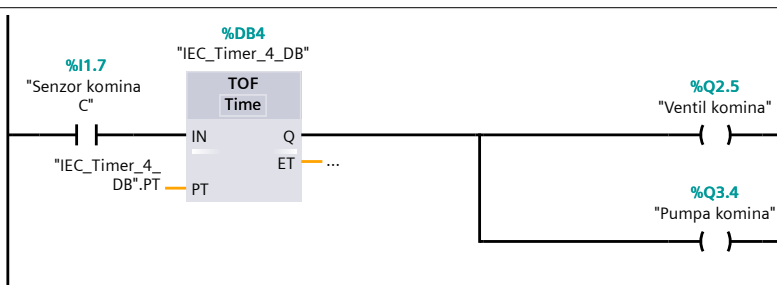 %DB4
"IEC_Timer_4_DB"
%I1.7
"Senzor komina
C"
TOF
Time
IN
Q
ET
...
"IEC_Timer_4_
DB".PT
PT
%Q2.5
"Ventil komina"
%Q3.4
"Pumpa komina"